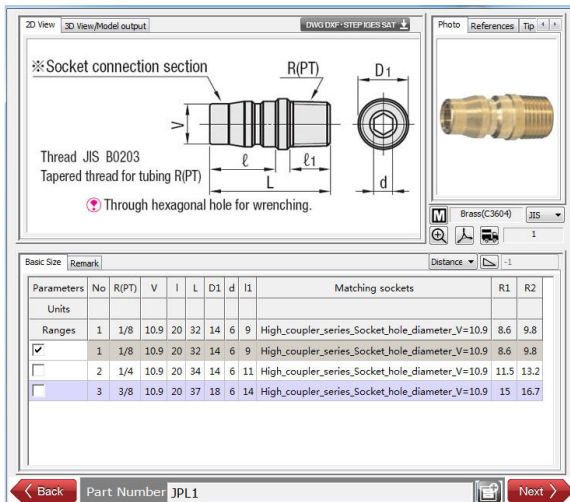 2D View 3D View/Model output DWG DXF・STEP IGES SAT
Photo References Tip
※Socket connection section R(PT) D1
V
Thread JIS B0203
Tapered thread for tubing R(PT)
ℓ ℓ1
L d
! Through hexagonal hole for wrenching.
M Brass(C3604) JIS
1
Basic Size Remark Distance -1
Parameters No R(PT) V l L D1 d l1 Matching sockets R1 R2
Units
Ranges 1 1/8 10.9 20 32 14 6 9 High_coupler_series_Socket_hole_diameter_V=10.9 8.6 9.8
1 1/8 10.9 20 32 14 6 9 High_coupler_series_Socket_hole_diameter_V=10.9 8.6 9.8
2 1/4 10.9 20 34 14 6 11 High_coupler_series_Socket_hole_diameter_V=10.9 11.5 13.2
3 3/8 10.9 20 37 18 6 14 High_coupler_series_Socket_hole_diameter_V=10.9 15 16.7
Back Part Number JPL1 Next